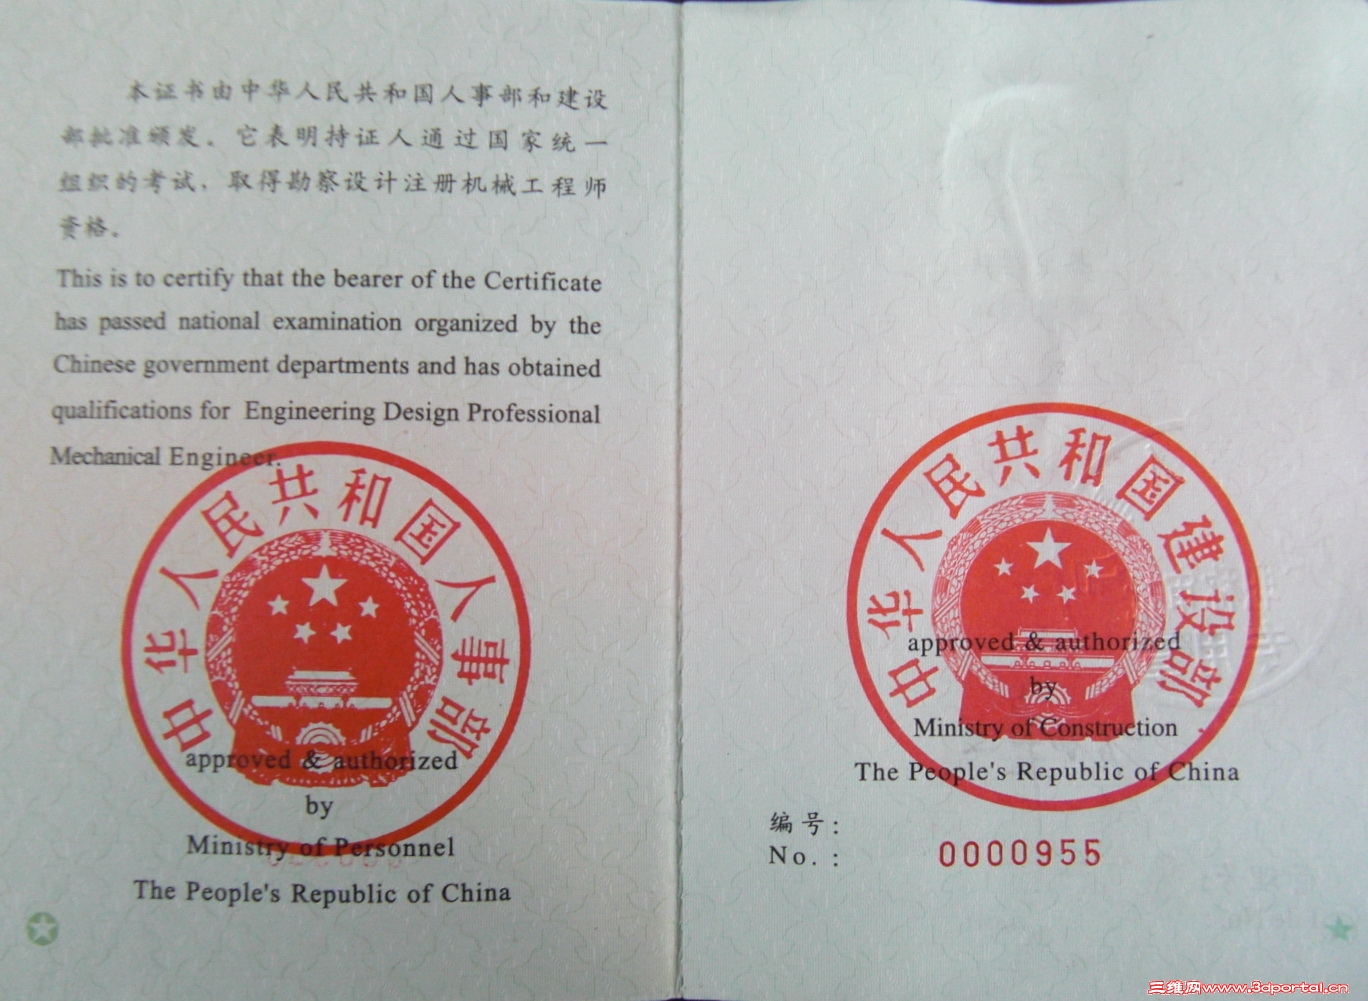 本证书由中华人民共和国人事部和建设
部批准颁发。它表明持证人通过国家统一
组织的考试，取得勘察设计注册机械工程师
资格。
This is to certify that the bearer of the Certificate
has passed national examination organized by the
Chinese government departments and has obtained
qualifications for Engineering Design Professional
Mechanical Engineer.
中华人民共和国人事部
approved & authorized
by
Ministry of Personnel
The People's Republic of China
中华人民共和国建设部
approved & authorized
by
Ministry of Construction
The People's Republic of China
编号：
No.： 0000955
三维网www.3dportal.cn